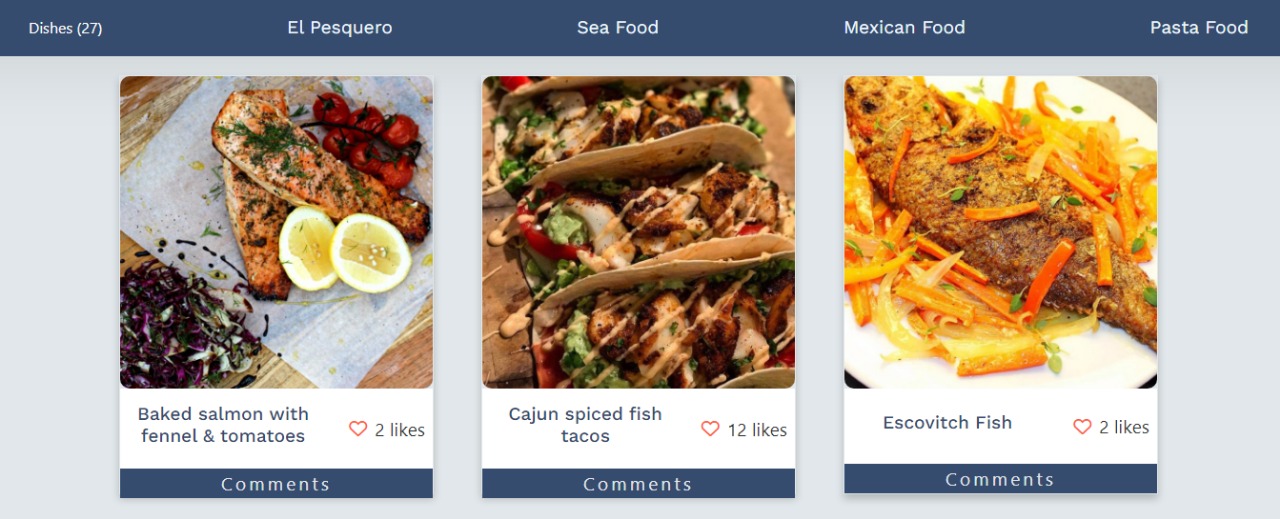 Dishes (27) El Pesquero Sea Food Mexican Food Pasta Food
Baked salmon with
fennel & tomatoes
2 likes
Comments
Cajun spiced fish
tacos
12 likes
Comments
Escovitch Fish
2 likes
Comments